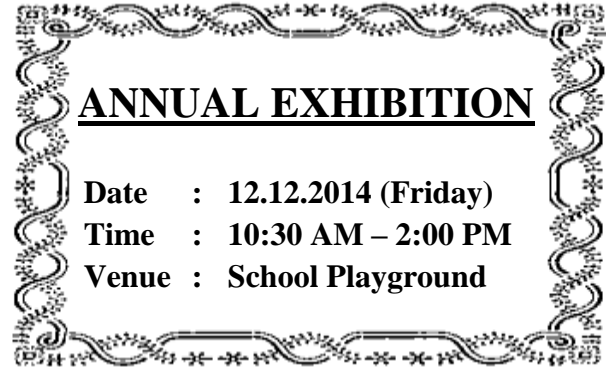 ANNUAL EXHIBITION
Date : 12.12.2014 (Friday)
Time : 10:30 AM – 2:00 PM
Venue : School Playground